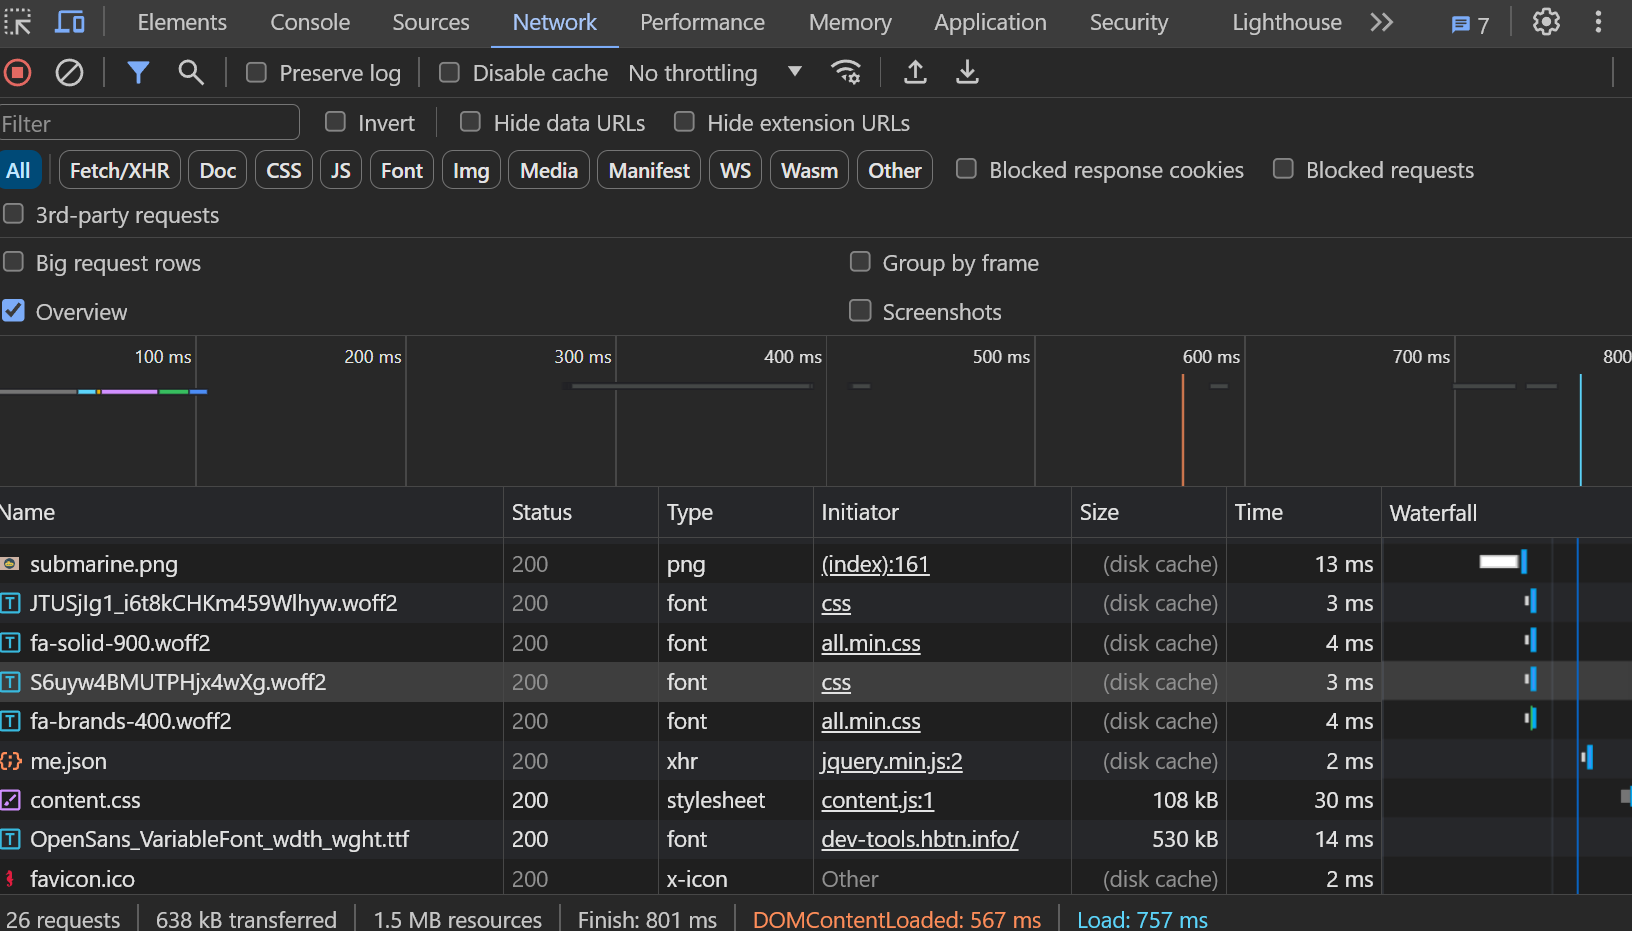 Elements Console Sources Network Performance Memory Application Security Lighthouse 7
Preserve log Disable cache No throttling
Filter Invert Hide data URLs Hide extension URLs
All Fetch/XHR Doc CSS JS Font Img Media Manifest WS Wasm Other Blocked response cookies Blocked requests
3rd-party requests
Big request rows Group by frame
Overview Screenshots
100 ms 200 ms 300 ms 400 ms 500 ms 600 ms 700 ms 800
Name Status Type Initiator Size Time Waterfall
submarine.png 200 png (index):161 (disk cache) 13 ms
JTUSjIg1_i6t8kCHKm459Wlhyw.woff2 200 font css (disk cache) 3 ms
fa-solid-900.woff2 200 font all.min.css (disk cache) 4 ms
S6uyw4BMUTPHjx4wXg.woff2 200 font css (disk cache) 3 ms
fa-brands-400.woff2 200 font all.min.css (disk cache) 4 ms
me.json 200 xhr jquery.min.js:2 (disk cache) 2 ms
content.css 200 stylesheet content.js:1 108 kB 30 ms
OpenSans_VariableFont_wdth_wght.ttf 200 font dev-tools.hbtn.info/ 530 kB 14 ms
favicon.ico 200 x-icon Other (disk cache) 2 ms
26 requests 638 kB transferred 1.5 MB resources Finish: 801 ms DOMContentLoaded: 567 ms Load: 757 ms